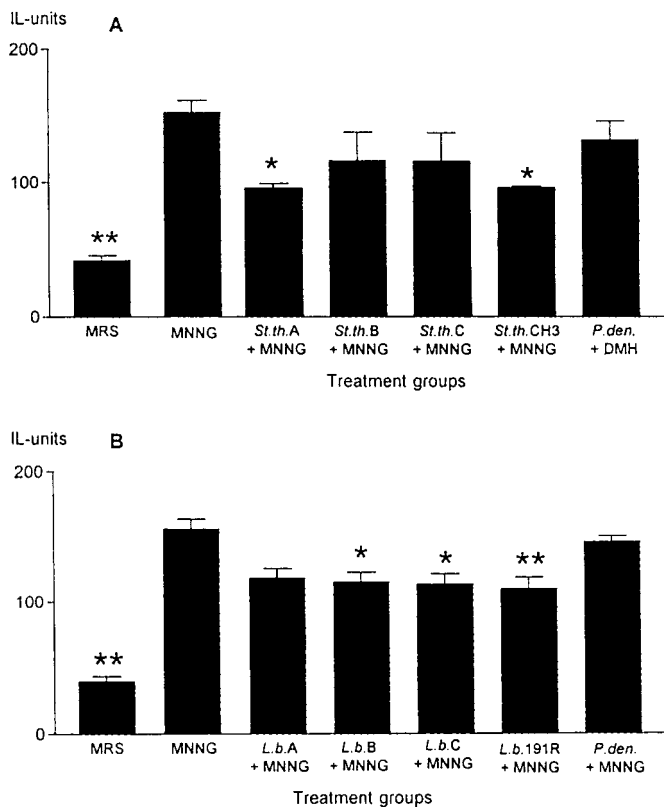 IL-units
A
200
100
0
**
*
*
MRS MNNG St.th.A St.th.B St.th.C St.th.CH3 P.den.
+ MNNG + MNNG + MNNG + MNNG + DMH
Treatment groups
IL-units
B
200
100
0
**
*
*
**
MRS MNNG L.b.A L.b.B L.b.C L.b.191R P.den.
+ MNNG + MNNG + MNNG + MNNG + MNNG
Treatment groups